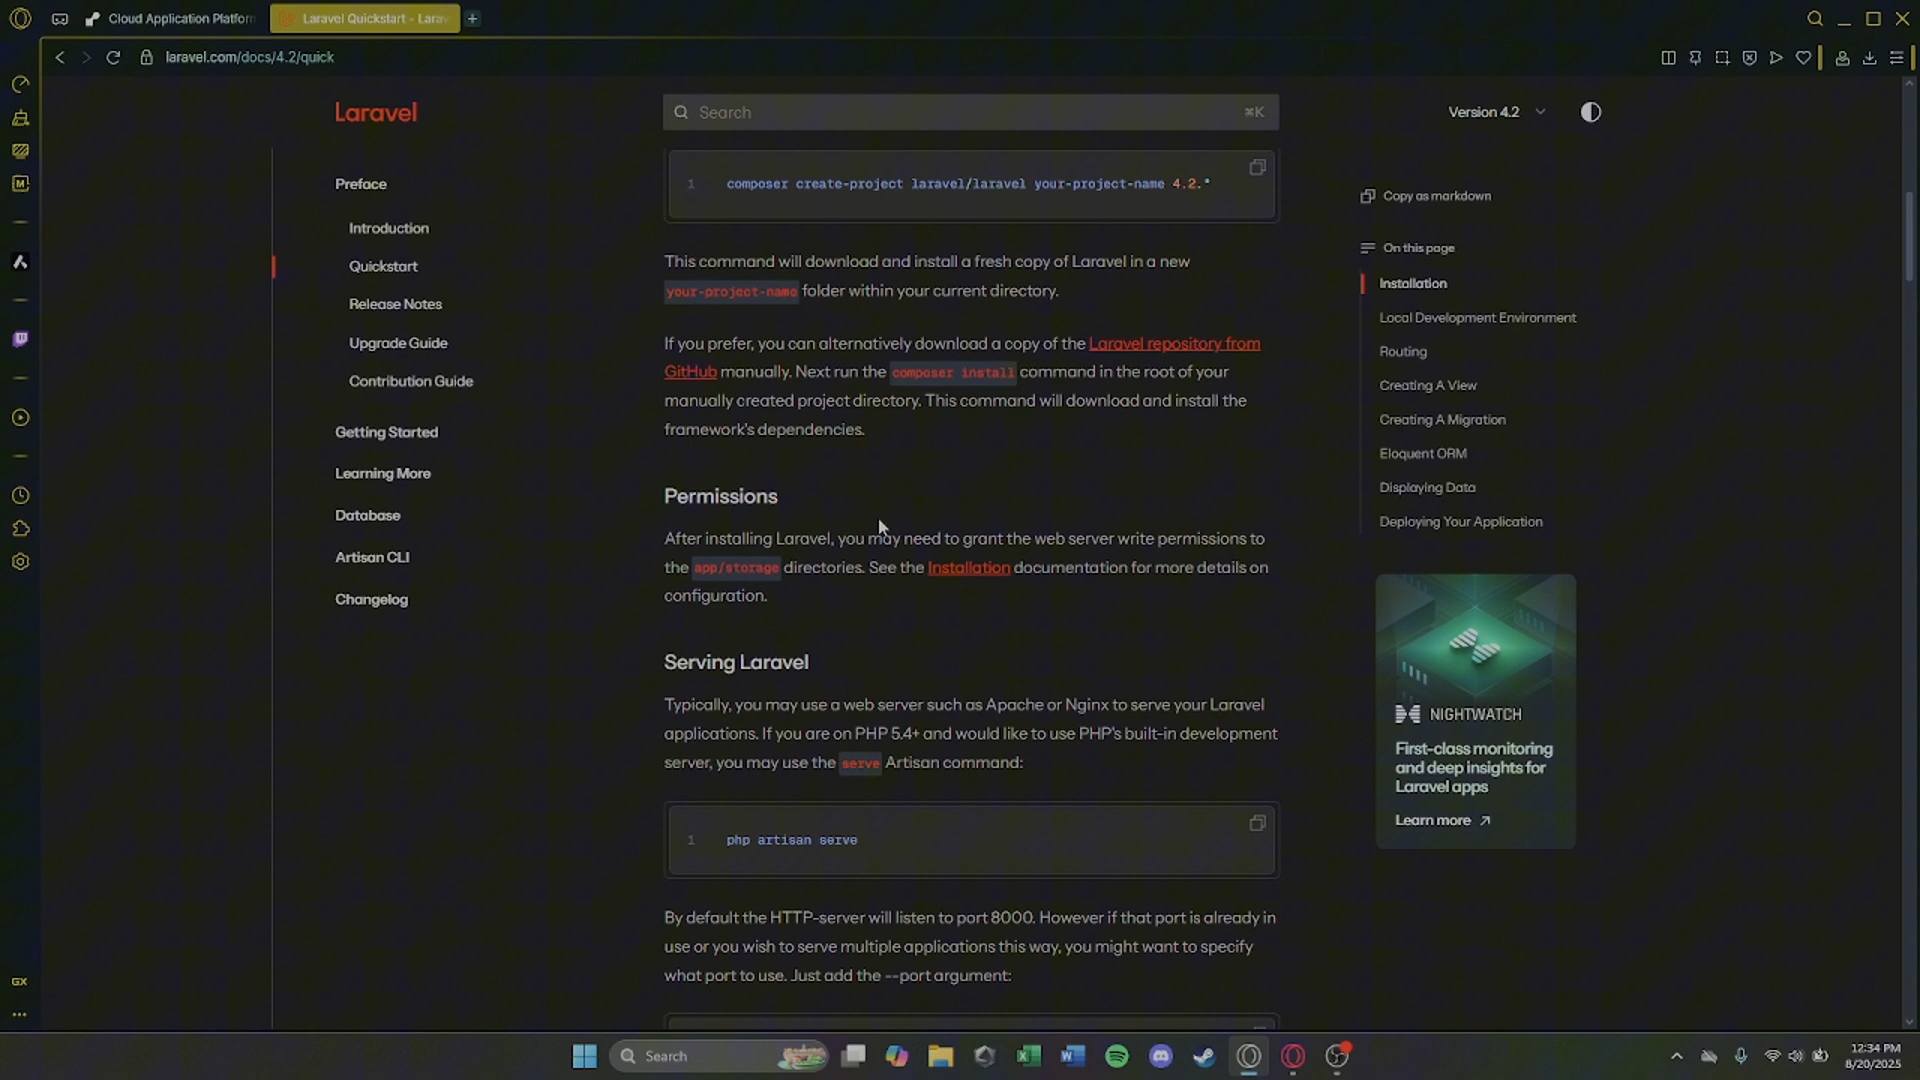 Cloud Application Platform
Laravel Quickstart - Larav
laravel.com/docs/4.2/quick
Laravel
Search
⌘K
Version 4.2
Preface
Introduction
Quickstart
Release Notes
Upgrade Guide
Contribution Guide
Getting Started
Learning More
Database
Artisan CLI
Changelog
1 composer create-project laravel/laravel your-project-name 4.2.*
This command will download and install a fresh copy of Laravel in a new
your-project-name folder within your current directory.
If you prefer, you can alternatively download a copy of the Laravel repository from
GitHub manually. Next run the composer install command in the root of your
manually created project directory. This command will download and install the
framework's dependencies.
Permissions
After installing Laravel, you may need to grant the web server write permissions to
the app/storage directories. See the Installation documentation for more details on
configuration.
Serving Laravel
Typically, you may use a web server such as Apache or Nginx to serve your Laravel
applications. If you are on PHP 5.4+ and would like to use PHP's built-in development
server, you may use the serve Artisan command:
1 php artisan serve
By default the HTTP-server will listen to port 8000. However if that port is already in
use or you wish to serve multiple applications this way, you might want to specify
what port to use. Just add the --port argument:
Copy as markdown
On this page
Installation
Local Development Environment
Routing
Creating A View
Creating A Migration
Eloquent ORM
Displaying Data
Deploying Your Application
NIGHTWATCH
First-class monitoring
and deep insights for
Laravel apps
Learn more ↗
GX
Search
12:34 PM
8/20/2025